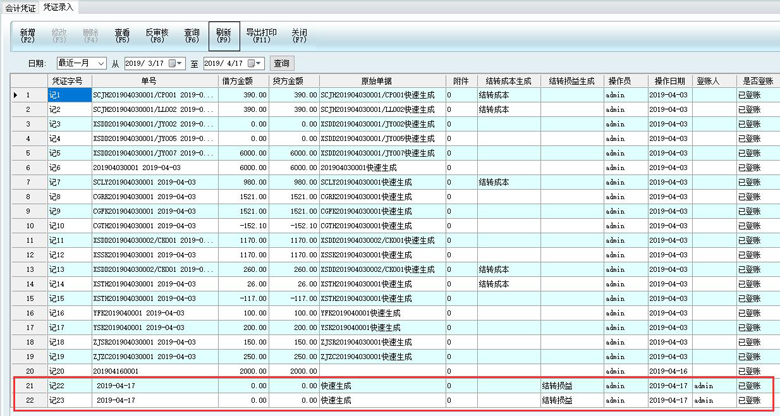 会计凭证 凭证录入
新增 修改 删除 查看 反审核 查询 刷新 导出打印 关闭
(F2) (F3) (F4) (F5) (F8) (F6) (F9) (F11) (F7)
日期: 最近一月 从 2019/ 3/17 至 2019/ 4/17 查询
凭证字号 单号 借方金额 贷方金额 原始单据 附件 结转成本生成 结转损益生成 操作员 操作日期 登账人 是否登账
1 记1 SCJH201904030001/CP001 2019-0... 390.00 390.00 SCJH201904030001/CP001快速生成 0 结转成本 admin 2019-04-03 已登账
2 记2 SCJH201904030001/LL002 2019-0... 390.00 390.00 SCJH201904030001/LL002快速生成 0 结转成本 admin 2019-04-03 已登账
3 记3 XSDD201904030001/JY002 2019-0... 0.00 0.00 XSDD201904030001/JY002快速生成 0 admin 2019-04-03 已登账
4 记4 XSDD201904030001/JY005 2019-0... 0.00 0.00 XSDD201904030001/JY005快速生成 0 admin 2019-04-03 已登账
5 记5 XSDD201904030001/JY007 2019-0... 6000.00 6000.00 XSDD201904030001/JY007快速生成 0 admin 2019-04-03 已登账
6 记6 201904030001 2019-04-03 6000.00 6000.00 201904030001快速生成 0 admin 2019-04-03 已登账
7 记7 SCLY201904030001 2019-04-03 980.00 980.00 SCLY201904030001快速生成 0 结转成本 admin 2019-04-03 已登账
8 记8 CGRK201904030001 2019-04-03 1521.00 1521.00 CGRK201904030001快速生成 0 admin 2019-04-03 已登账
9 记9 CGFK201904030001 2019-04-03 1521.00 1521.00 CGFK201904030001快速生成 0 admin 2019-04-03 已登账
10 记10 CGTH201904030001 2019-04-03 -152.10 -152.10 CGTH201904030001快速生成 0 admin 2019-04-03 已登账
11 记11 XSDD201904030002/CK001 2019-0... 1170.00 1170.00 XSDD201904030002/CK001快速生成 0 admin 2019-04-03 已登账
12 记12 XSSK201904030001 2019-04-03 1170.00 1170.00 XSSK201904030001快速生成 0 admin 2019-04-03 已登账
13 记13 XSDD201904030002/CK001 2019-0... 260.00 260.00 XSDD201904030002/CK001快速生成 0 结转成本 admin 2019-04-03 已登账
14 记14 XSTH201904030001 2019-04-03 26.00 26.00 XSTH201904030001快速生成 0 结转成本 admin 2019-04-03 已登账
15 记15 XSTH201904030001 2019-04-03 -117.00 -117.00 XSTH201904030001快速生成 0 admin 2019-04-03 已登账
16 记16 YFK2019040001 2019-04-03 100.00 100.00 YFK2019040001快速生成 0 admin 2019-04-03 已登账
17 记17 YSK2019040001 2019-04-03 200.00 200.00 YSK2019040001快速生成 0 admin 2019-04-03 已登账
18 记18 ZJSR201904030001 2019-04-03 150.00 150.00 ZJSR201904030001快速生成 0 admin 2019-04-03 已登账
19 记19 ZJZC201904030001 2019-04-03 250.00 250.00 ZJZC201904030001快速生成 0 admin 2019-04-03 已登账
20 记20 201904160001 2000.00 2000.00 0 admin 2019-04-16 已登账
21 记22 2019-04-17 0.00 0.00 快速生成 0 结转损益 admin 2019-04-17 admin 已登账
22 记23 2019-04-17 0.00 0.00 快速生成 0 结转损益 admin 2019-04-17 admin 已登账